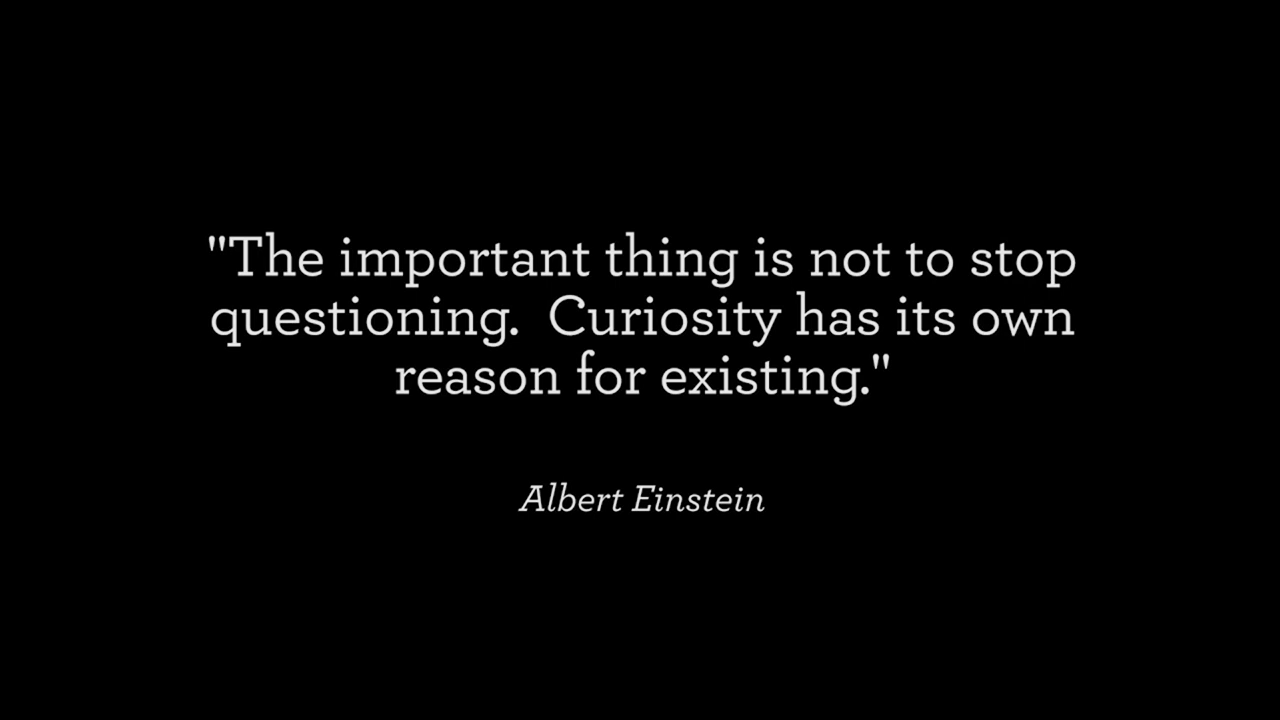 "The important thing is not to stop
questioning.  Curiosity has its own
reason for existing."
Albert Einstein